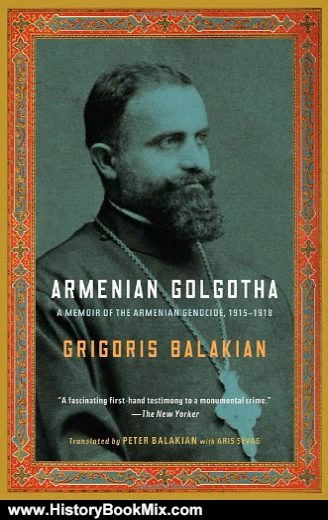 ARMENIAN GOLGOTHA
A MEMOIR OF THE ARMENIAN GENOCIDE, 1915–1918
GRIGORIS BALAKIAN
"A fascinating first-hand testimony to a monumental crime."
—The New Yorker
Translated by PETER BALAKIAN with ARIS SEVAG
www.HistoryBookMix.com